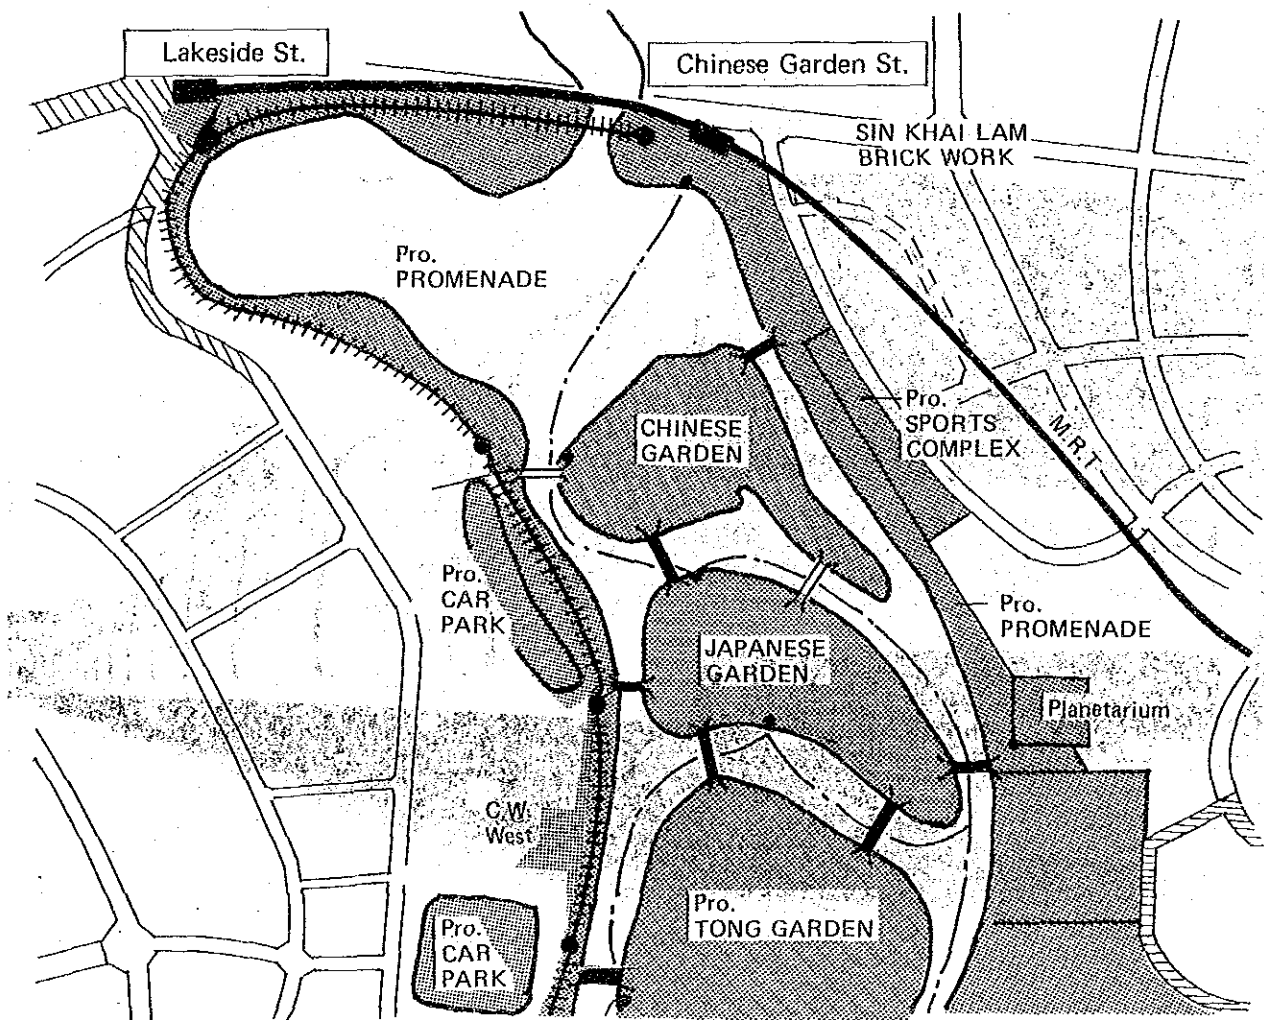 Lakeside St.
Chinese Garden St.
SIN KHAI LAM
BRICK WORK
Pro.
PROMENADE
Pro.
SPORTS
COMPLEX
M.R.T
CHINESE
GARDEN
Pro.
CAR
PARK
Pro.
PROMENADE
JAPANESE
GARDEN
Planetarium
C.W.
West
Pro.
TONG GARDEN
Pro.
CAR
PARK